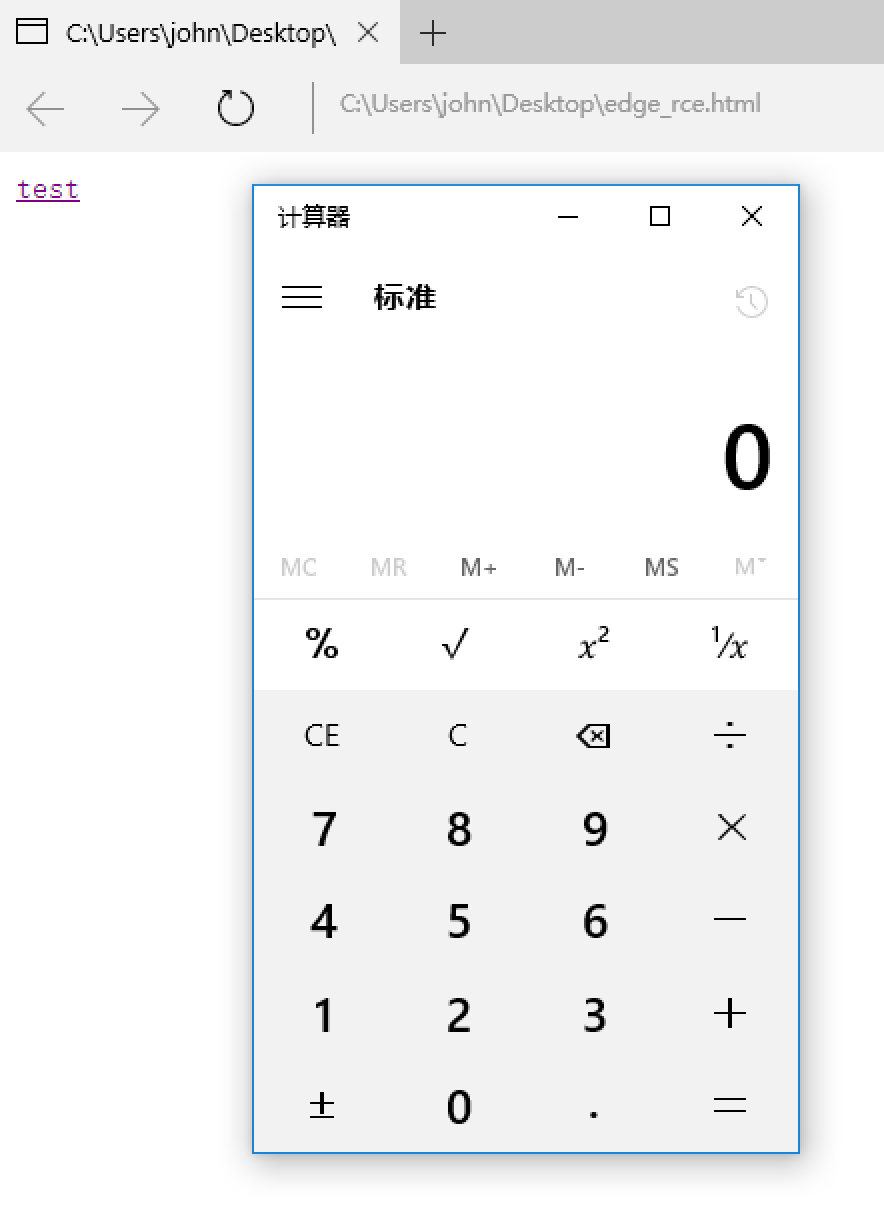 C:\Users\john\Desktop\
C:\Users\john\Desktop\edge_rce.html
test
计算器
标准
0
MC MR M+ M- MS M˅
% √ x² ¹/x
CE C ÷
7 8 9 ×
4 5 6 −
1 2 3 +
± 0 . =